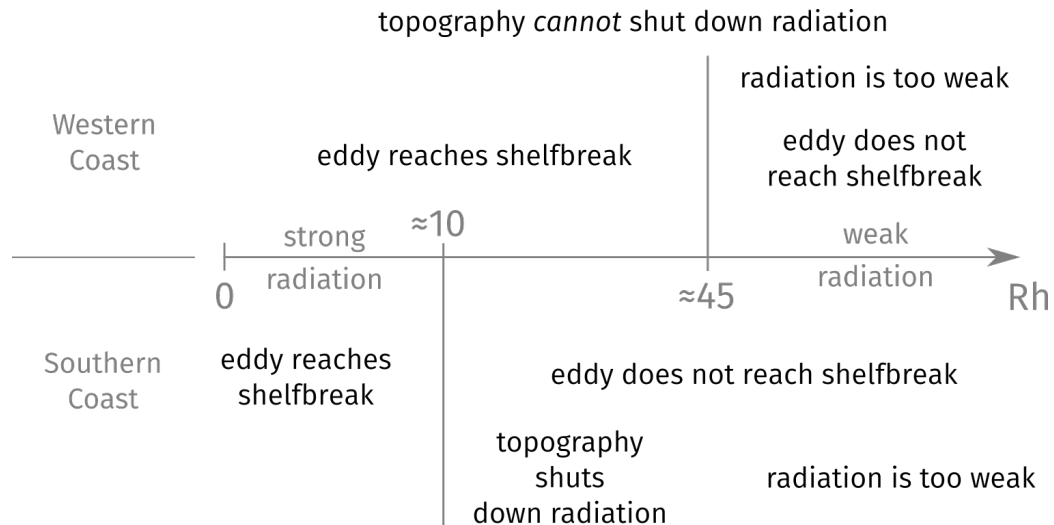 topography cannot shut down radiation
radiation is too weak
Western
Coast
eddy reaches shelfbreak
eddy does not
reach shelfbreak
≈10
strong
radiation
weak
radiation
0
≈45
Rh
Southern
Coast
eddy reaches
shelfbreak
eddy does not reach shelfbreak
topography
shuts
down radiation
radiation is too weak